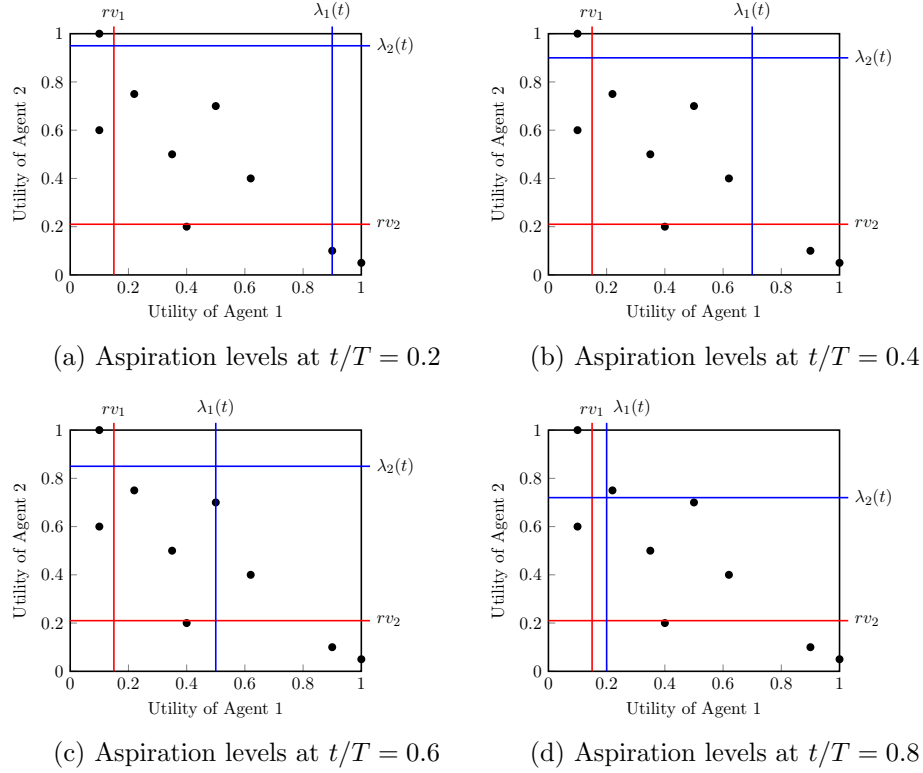 rv₁ λ₁(t)
1
λ₂(t)
0.8
0.6
0.4
0.2
rv₂
0
0 0.2 0.4 0.6 0.8 1
Utility of Agent 1
Utility of Agent 2
(a) Aspiration levels at t/T = 0.2
rv₁ λ₁(t)
1
λ₂(t)
0.8
0.6
0.4
0.2
rv₂
0
0 0.2 0.4 0.6 0.8 1
Utility of Agent 1
Utility of Agent 2
(b) Aspiration levels at t/T = 0.4
rv₁ λ₁(t)
1
λ₂(t)
0.8
0.6
0.4
0.2
rv₂
0
0 0.2 0.4 0.6 0.8 1
Utility of Agent 1
Utility of Agent 2
(c) Aspiration levels at t/T = 0.6
rv₁ λ₁(t)
1
0.8
λ₂(t)
0.6
0.4
0.2
rv₂
0
0 0.2 0.4 0.6 0.8 1
Utility of Agent 1
Utility of Agent 2
(d) Aspiration levels at t/T = 0.8